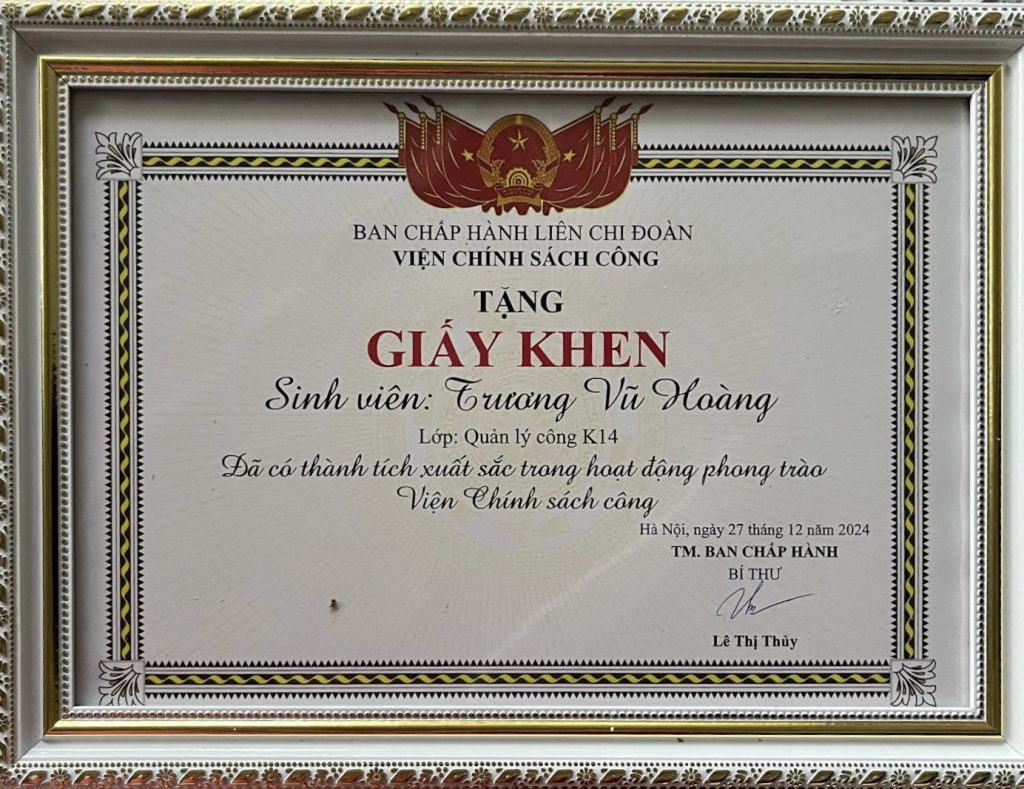 BAN CHẤP HÀNH LIÊN CHI ĐOÀN
VIỆN CHÍNH SÁCH CÔNG
TẶNG
GIẤY KHEN
Sinh viên: Trương Vũ Hoàng
Lớp: Quản lý công K14
Đã có thành tích xuất sắc trong hoạt động phong trào
Viện Chính sách công
Hà Nội, ngày 27 tháng 12 năm 2024
TM. BAN CHẤP HÀNH
BÍ THƯ
Lê Thị Thủy